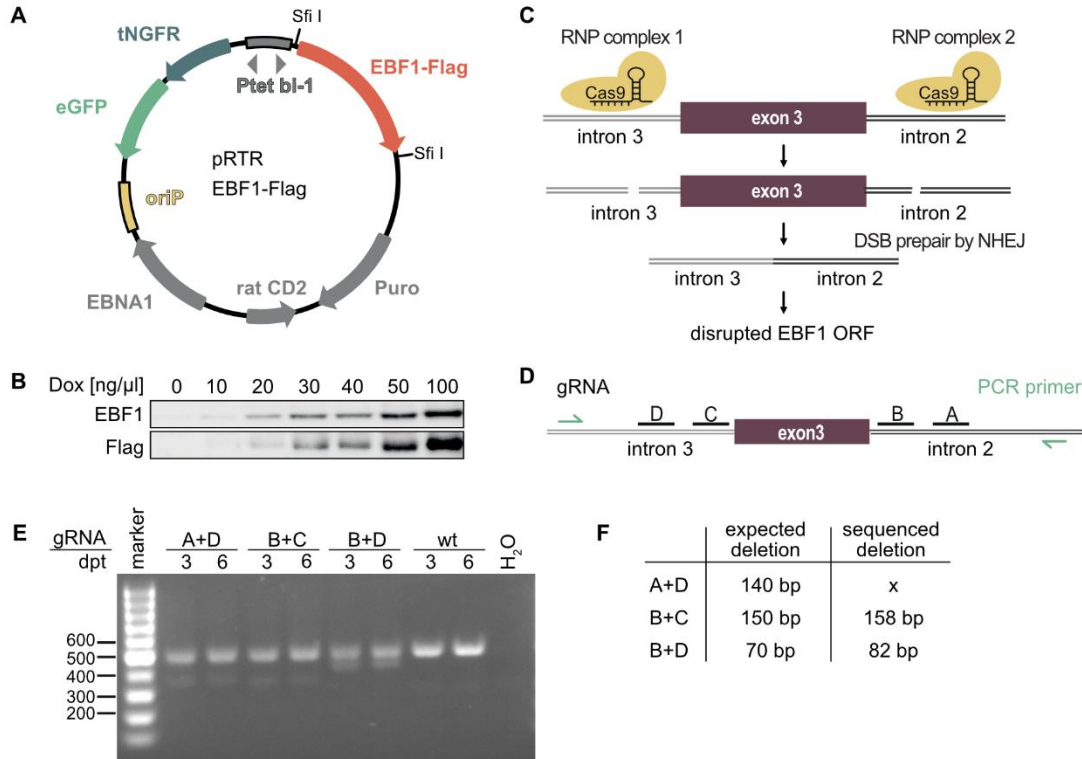 A
Sfi I
tNGFR
EBF1-Flag
Ptet bl-1
eGFP
Sfi I
pRTR
EBF1-Flag
oriP
rat CD2
EBNA1
Puro
B
Dox [ng/µl] 0 10 20 30 40 50 100
EBF1
Flag
C
RNP complex 1 RNP complex 2
Cas9 Cas9
exon 3
intron 3 intron 2
exon 3
intron 3 intron 2
DSB prepair by NHEJ
intron 3 intron 2
disrupted EBF1 ORF
D
gRNA PCR primer
D C B A
exon3
intron 3 intron 2
E
gRNA marker A+D B+C B+D wt H2O
dpt 3 6 3 6 3 6 3 6
600
500
400
300
200
F
expected deletion sequenced deletion
A+D 140 bp x
B+C 150 bp 158 bp
B+D 70 bp 82 bp